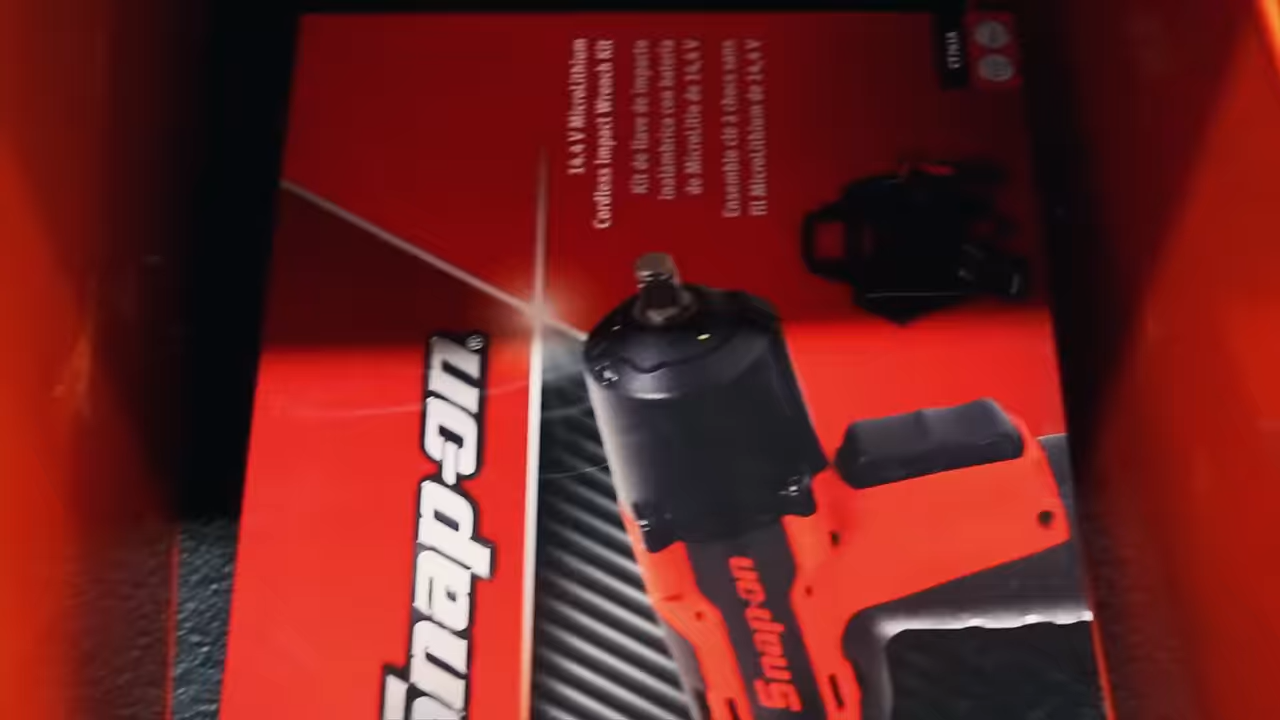 14.4 V MicroLithium
Cordless Impact Wrench Kit
Kit de llave de impacto
inalámbrica con batería
de Microlitio de 14,4 V
Ensemble clé à chocs sans
fil MicroLithium de 14,4 V
Snap-on®
Snap-on